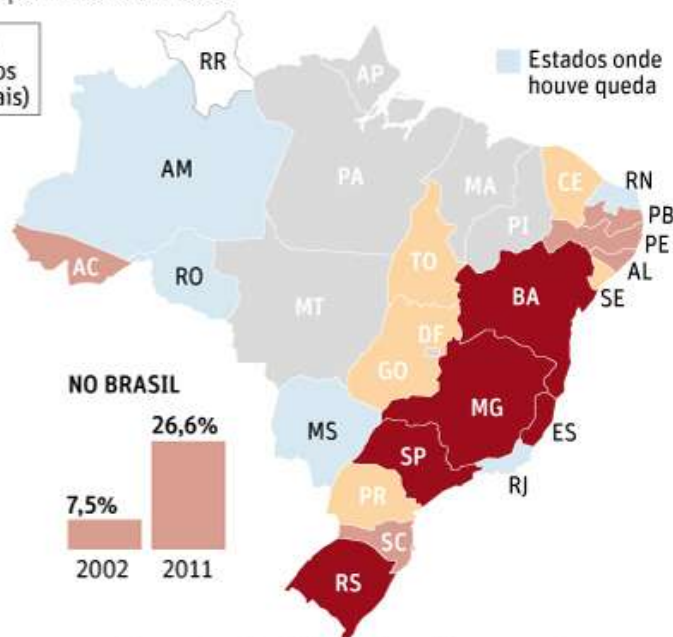 os
ais)
Estados onde
houve queda
RR
AP
AM
PA
MA
CE
RN
PB
PI
PE
AC
RO
TO
AL
SE
MT
BA
DF
GO
NO BRASIL
MG
26,6%
MS
ES
SP
RJ
7,5%
PR
SC
2002
2011
RS